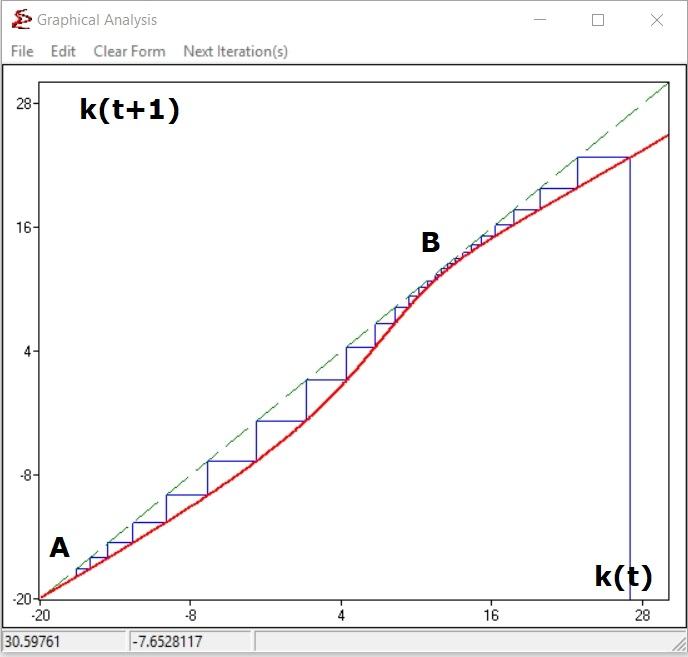 Graphical Analysis
File Edit Clear Form Next Iteration(s)
28
k(t+1)
16
B
4
-8
A
k(t)
-20
-20 -8 4 16 28
30.59761 -7.6528117